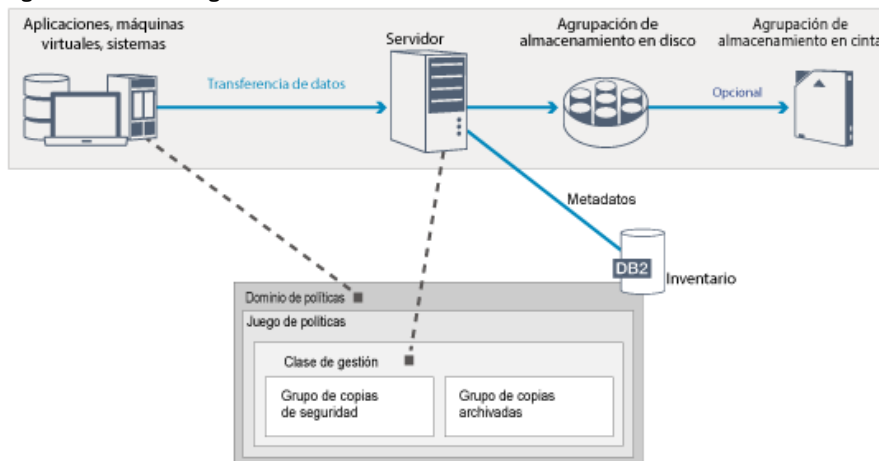 Aplicaciones, máquinas
virtuales, sistemas
Servidor
Agrupación de
almacenamiento en disco
Agrupación de
almacenamiento en cinta
Transferencia de datos
Opcional
Metadatos
DB2
Inventario
Dominio de políticas
Juego de políticas
Clase de gestión
Grupo de copias
de seguridad
Grupo de copias
archivadas